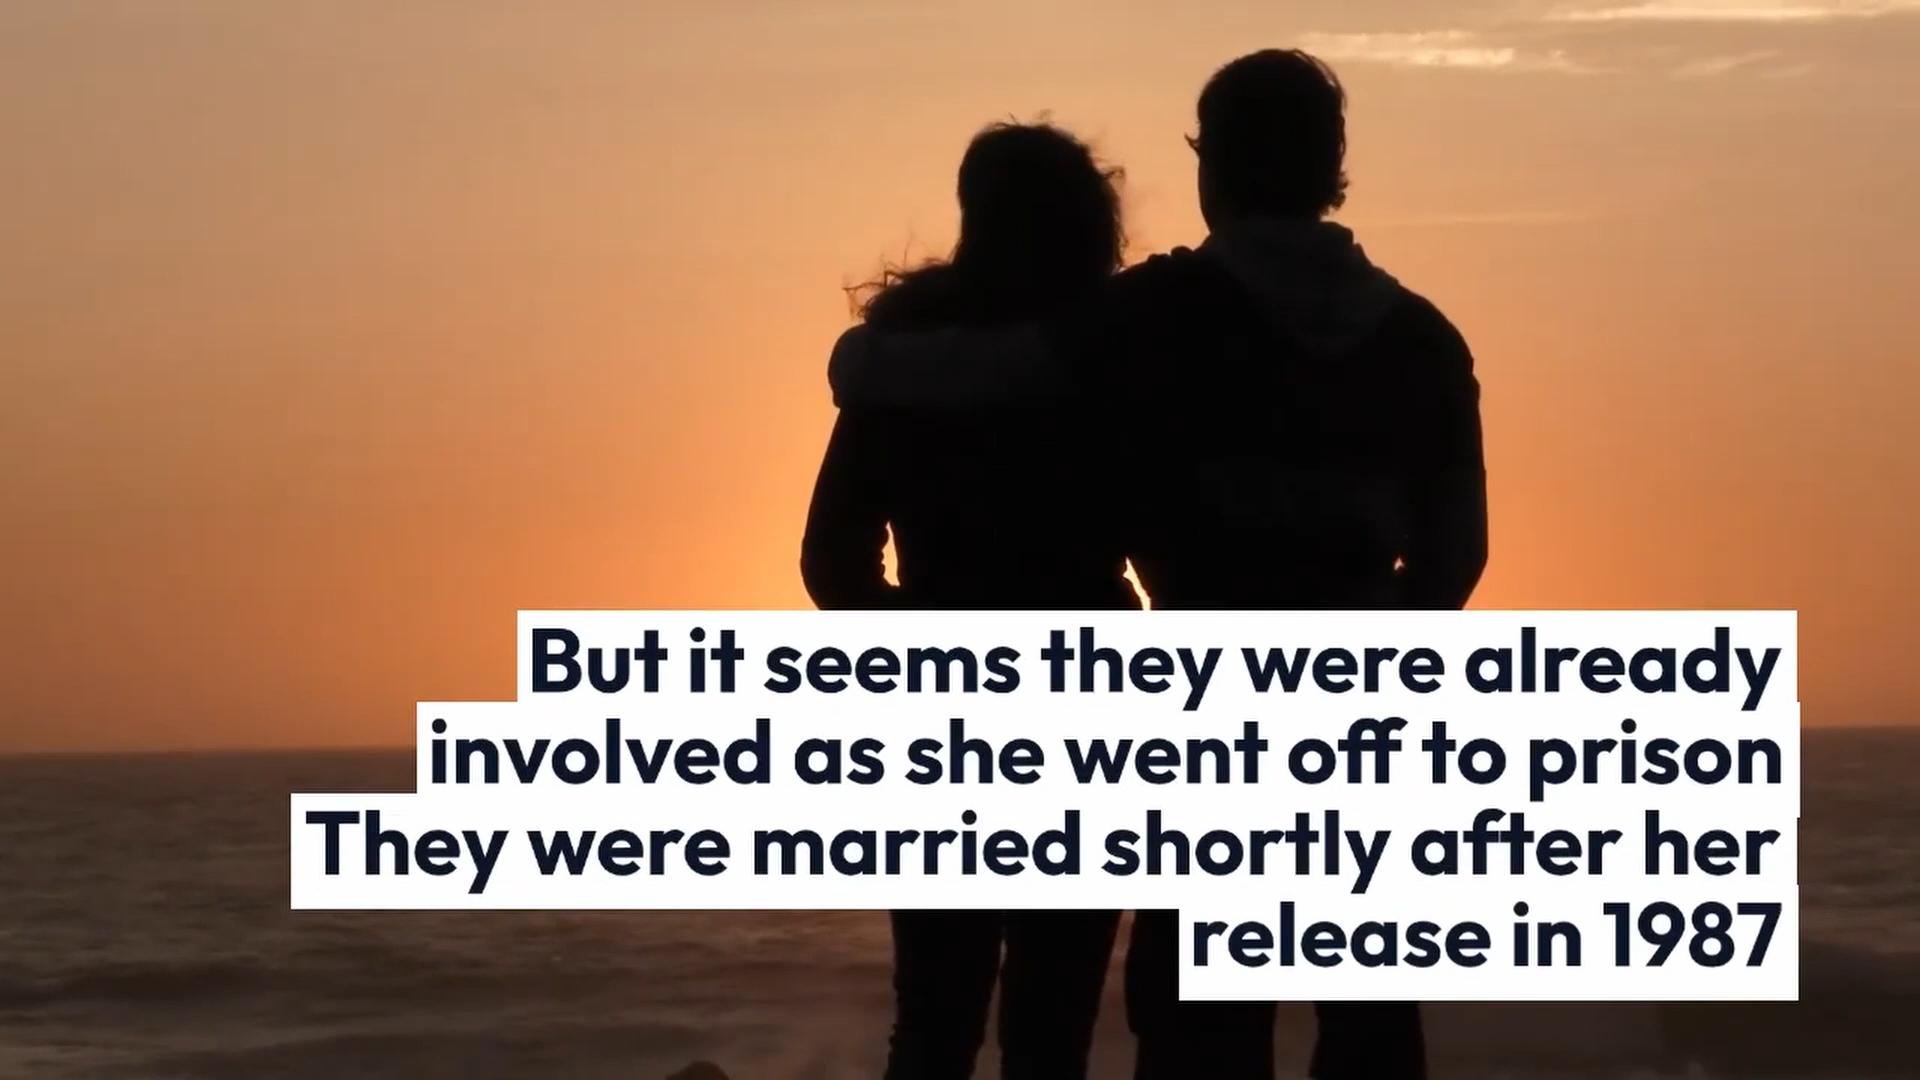 But it seems they were already
involved as she went off to prison
They were married shortly after her
release in 1987